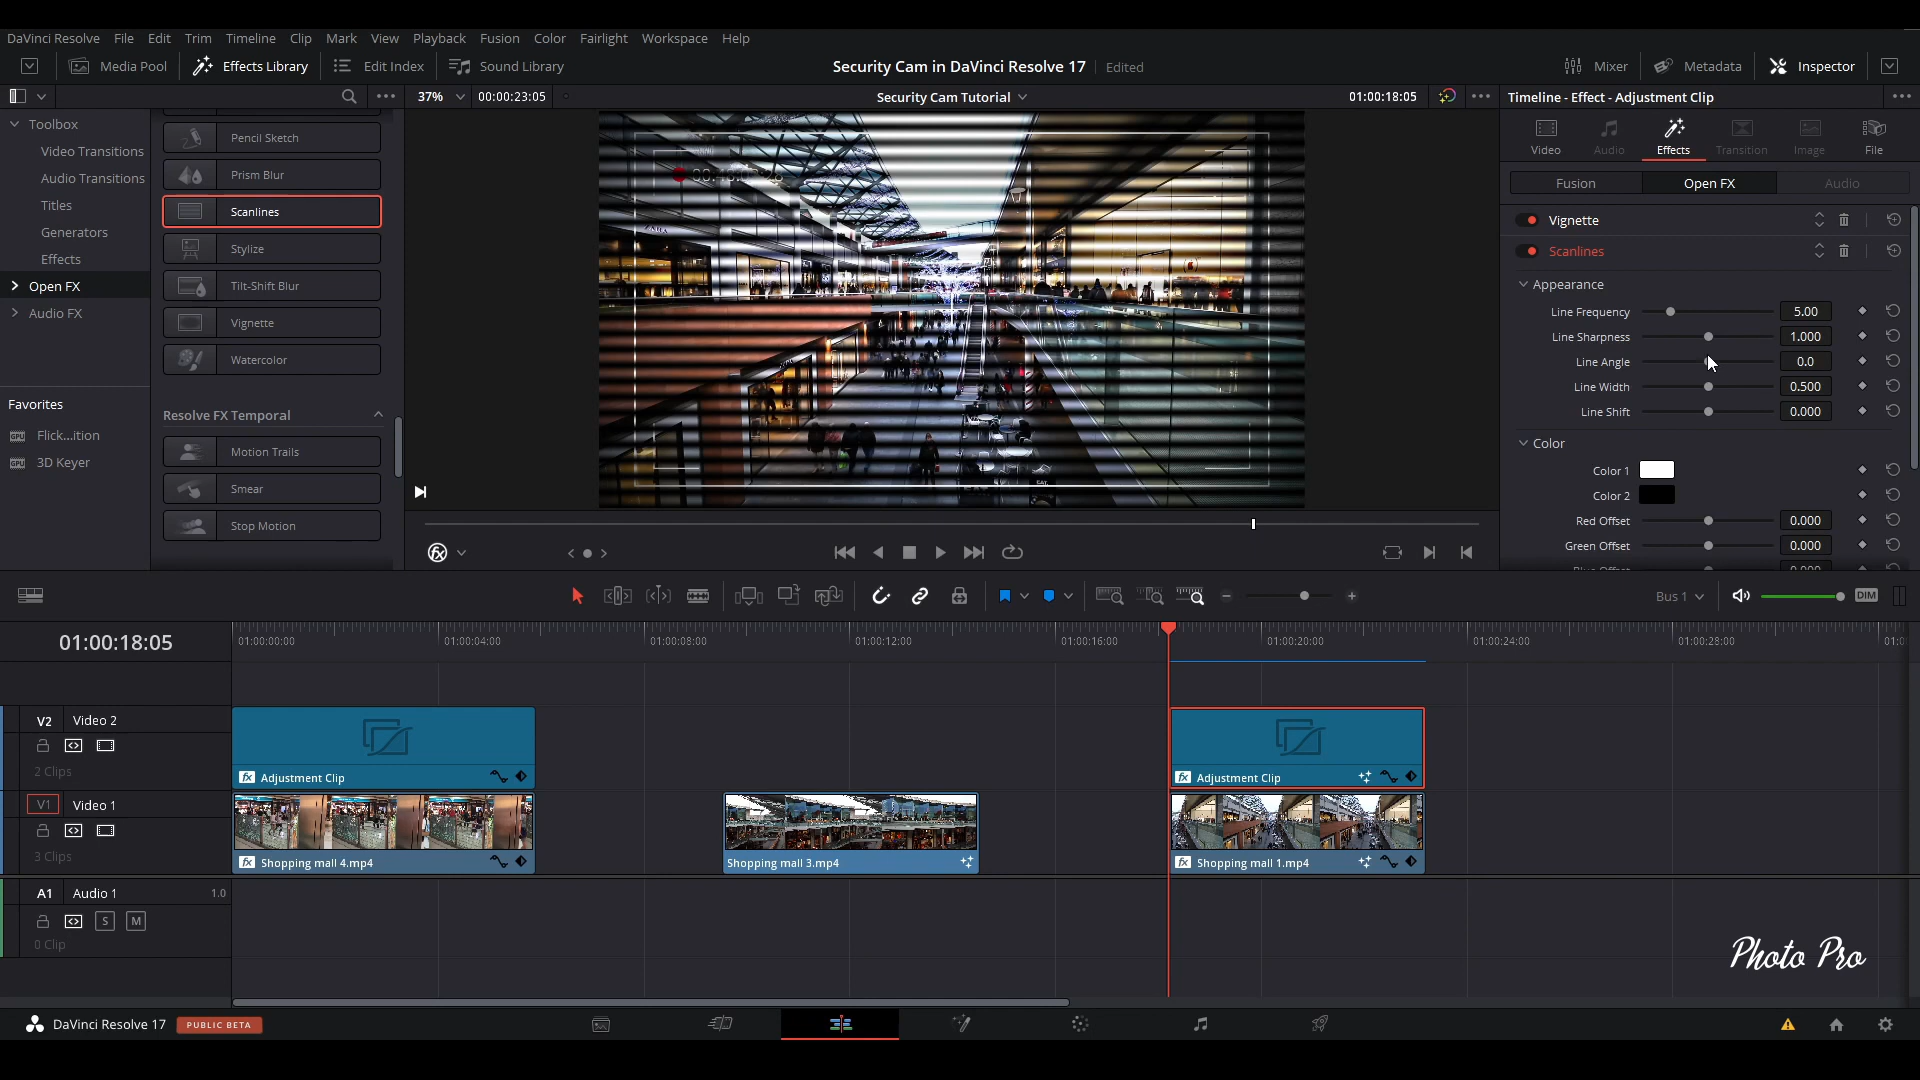 DaVinci Resolve File Edit Trim Timeline Clip Mark View Playback Fusion Color Fairlight Workspace Help
Media Pool Effects Library Edit Index Sound Library Security Cam in DaVinci Resolve 17 Edited Mixer Metadata Inspector
37% 00:00:23:05 Security Cam Tutorial 01:00:18:05 Timeline - Effect - Adjustment Clip
Toolbox
Video Transitions
Audio Transitions
Titles
Generators
Effects
Open FX
Audio FX
Favorites
Flick...ition
3D Keyer
Pencil Sketch
Prism Blur
Scanlines
Stylize
Tilt-Shift Blur
Vignette
Watercolor
Resolve FX Temporal
Motion Trails
Smear
Stop Motion
Video Audio Effects Transition Image File
Fusion Open FX Audio
Vignette
Scanlines
Appearance
Line Frequency 5.00
Line Sharpness 1.000
Line Angle 0.0
Line Width 0.500
Line Shift 0.000
Color
Color 1
Color 2
Red Offset 0.000
Green Offset 0.000
Bus 1 DIM
01:00:18:05 01:00:00:00 01:00:04:00 01:00:08:00 01:00:12:00 01:00:16:00 01:00:20:00 01:00:24:00 01:00:28:00
V2 Video 2
2 Clips
fx Adjustment Clip fx Adjustment Clip
V1 Video 1
3 Clips
fx Shopping mall 4.mp4 Shopping mall 3.mp4 fx Shopping mall 1.mp4
A1 Audio 1 1.0
S M
0 Clip
Photo Pro
DaVinci Resolve 17 PUBLIC BETA